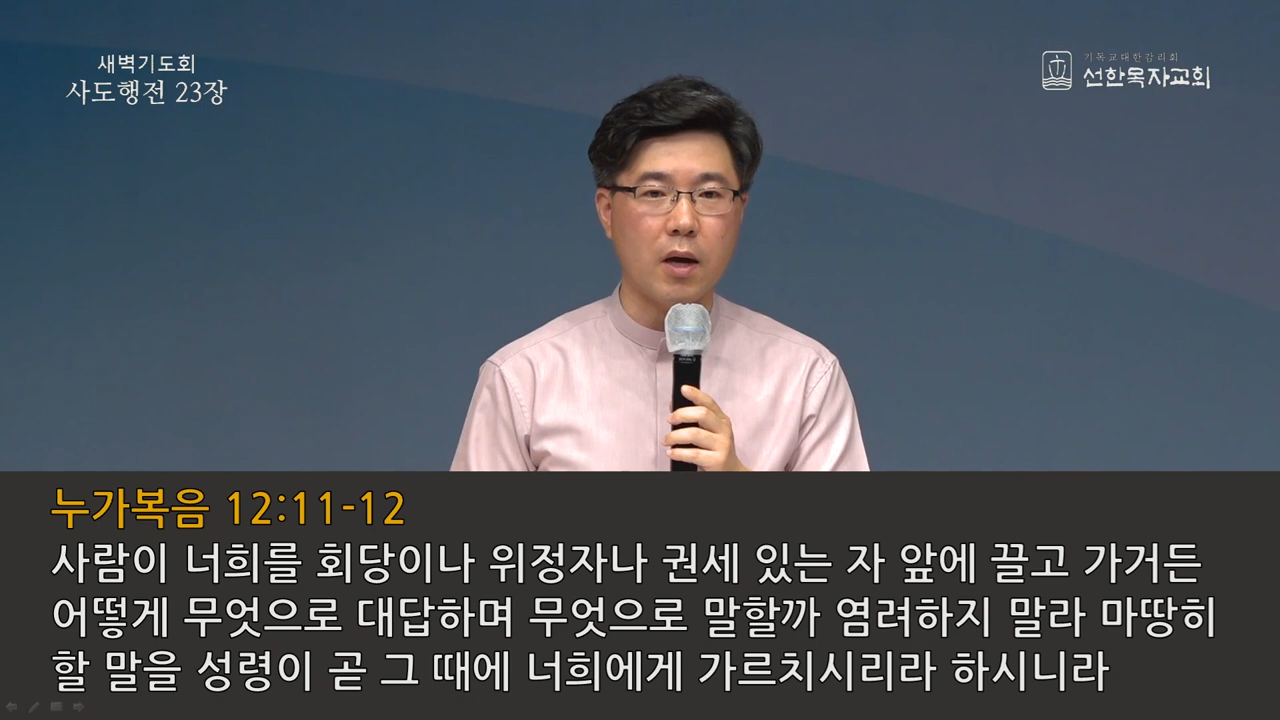 새벽기도회
사도행전 23장
기독교대한감리회
선한목자교회
누가복음 12:11-12
사람이 너희를 회당이나 위정자나 권세 있는 자 앞에 끌고 가거든
어떻게 무엇으로 대답하며 무엇으로 말할까 염려하지 말라 마땅히
할 말을 성령이 곧 그 때에 너희에게 가르치시리라 하시니라